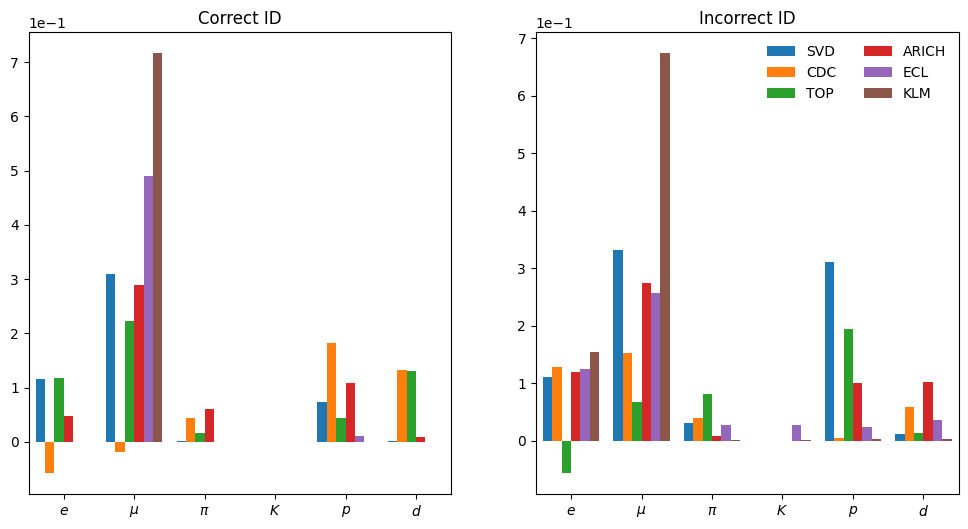 Correct ID
1e−1
7
6
5
4
3
2
1
0
e
μ
π
K
p
d
Incorrect ID
1e−1
7
6
5
4
3
2
1
0
SVD
CDC
TOP
ARICH
ECL
KLM
e
μ
π
K
p
d